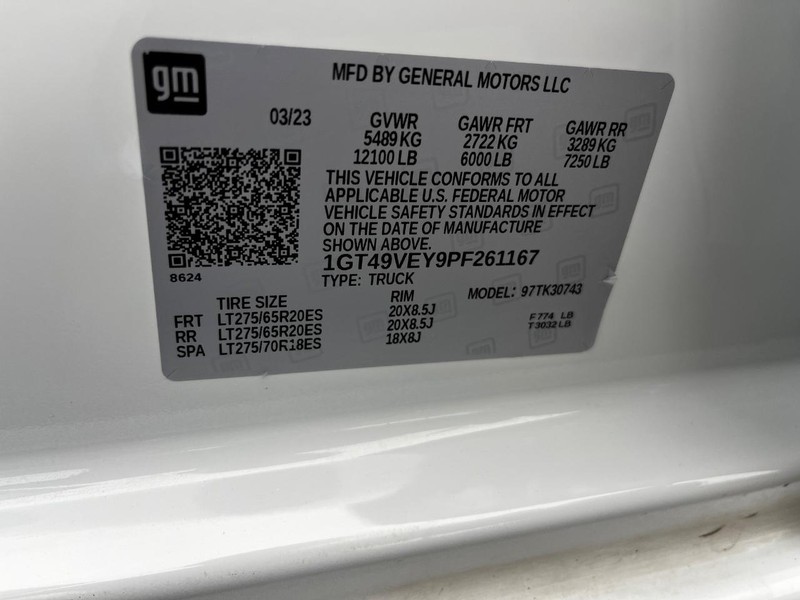 gm
MFD BY GENERAL MOTORS LLC
03/23 GVWR GAWR FRT GAWR RR
5489 KG 2722 KG 3289 KG
12100 LB 6000 LB 7250 LB
THIS VEHICLE CONFORMS TO ALL
APPLICABLE U.S. FEDERAL MOTOR
VEHICLE SAFETY STANDARDS IN EFFECT
ON THE DATE OF MANUFACTURE
SHOWN ABOVE.
8624
1GT49VEY9PF261167
TYPE: TRUCK MODEL: 97TK30743
TIRE SIZE RIM
FRT LT275/65R20ES 20X8.5J
RR LT275/65R20ES 20X8.5J
SPA LT275/70R18ES 18X8J
F774 LB
T3032 LB